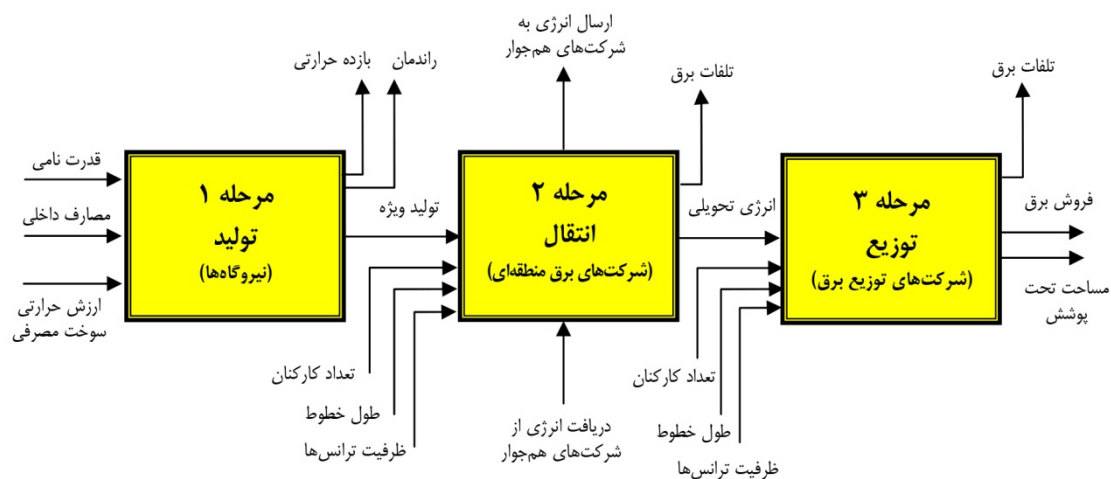 ارسال انرژی به
شرکت‌های هم‌جوار
بازده حرارتی
راندمان
تلفات برق
تلفات برق
قدرت نامی
مصارف داخلی
ارزش حرارتی
سوخت مصرفی
مرحله ۱
تولید
(نیروگاه‌ها)
تولید ویژه
مرحله ۲
انتقال
(شرکت‌های برق منطقه‌ای)
انرژی تحویلی
مرحله ۳
توزیع
(شرکت‌های توزیع برق)
فروش برق
مساحت تحت
پوشش
تعداد کارکنان
طول خطوط
ظرفیت ترانس‌ها
دریافت انرژی از
شرکت‌های هم‌جوار
تعداد کارکنان
طول خطوط
ظرفیت ترانس‌ها